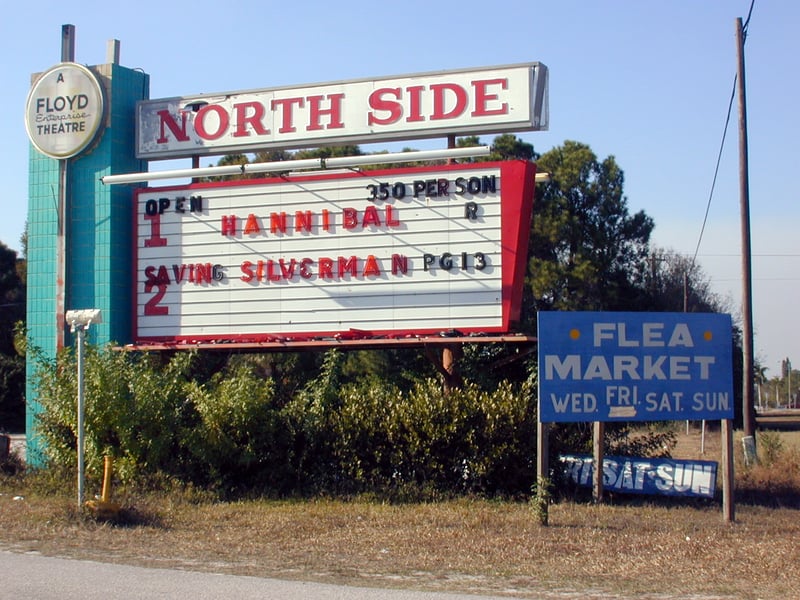 A
FLOYD
Enterprise
THEATRE
NORTH SIDE
OPEN 350 PER SON
1 HANNIBAL R
SAVING SILVERMAN PG13
2
FLEA
MARKET
WED. FRI. SAT. SUN.
FRI-SAT-SUN